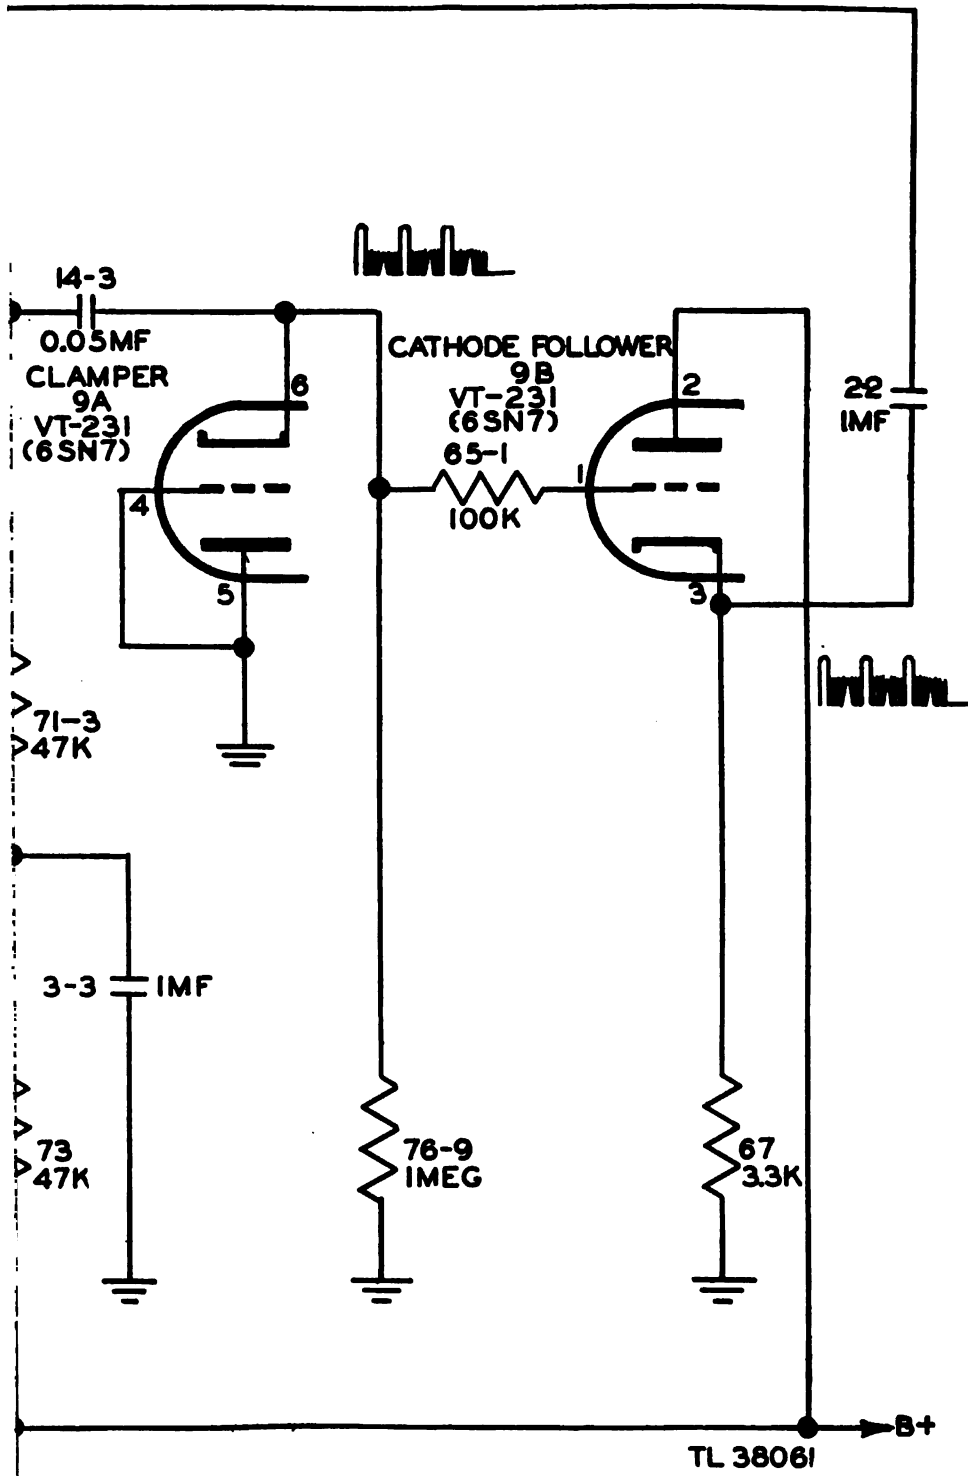 14-3
0.05MF
CLAMPER
9A
VT-231
(6SN7)
6
4
5
CATHODE FOLLOWER
9B
VT-231
(6SN7)
65-1
100K
1
2
3
2-2
1MF
71-3
47K
3-3
1MF
73
47K
76-9
1MEG
67
3.3K
B+
TL 38061